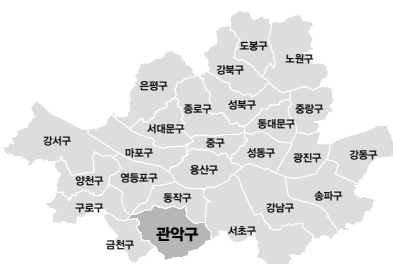 도봉구
노원구
강북구
은평구
종로구
성북구
중랑구
서대문구
동대문구
강서구
마포구
중구
성동구
광진구
강동구
양천구
영등포구
용산구
구로구
동작구
강남구
송파구
금천구
관악구
서초구